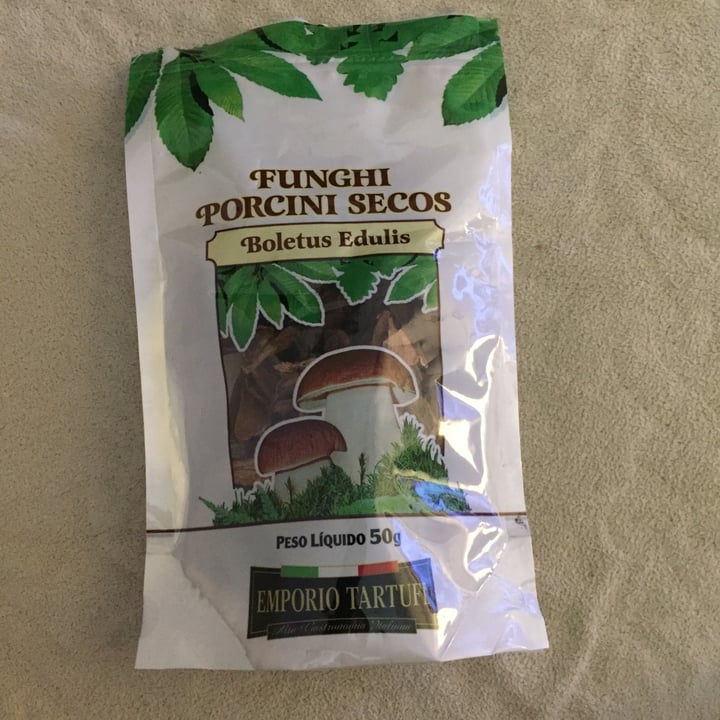 FUNGHI
PORCINI SECOS
Boletus Edulis
PESO LÍQUIDO 50g
EMPORIO TARTUFI